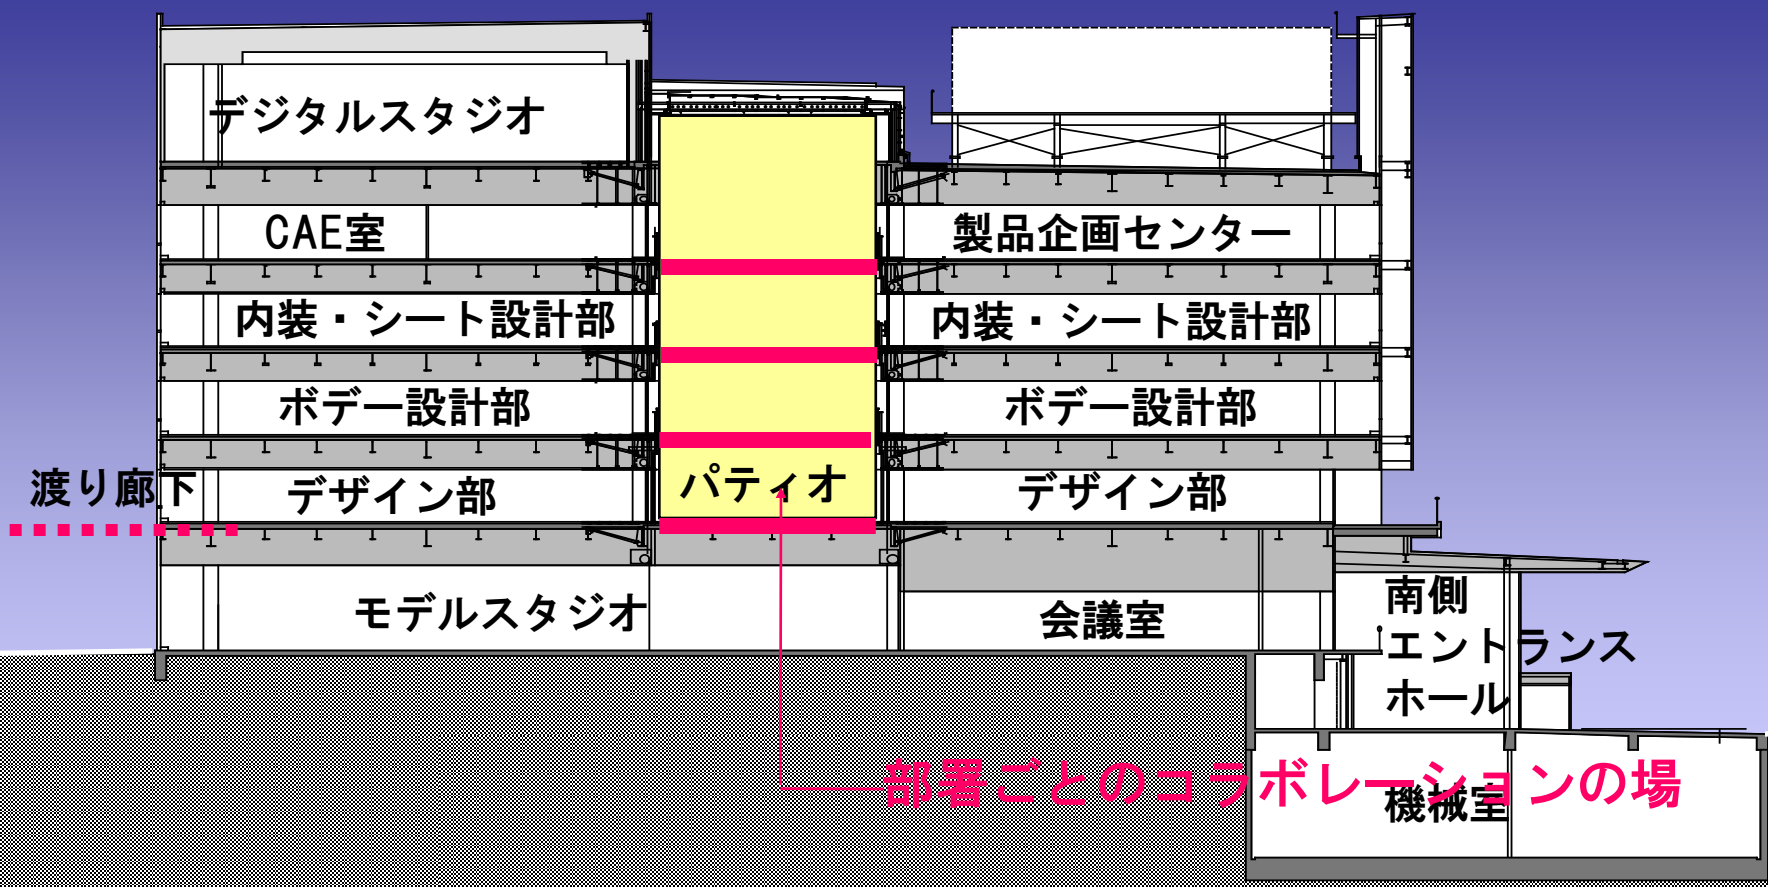 デジタルスタジオ
CAE室
製品企画センター
内装・シート設計部
内装・シート設計部
ボデー設計部
ボデー設計部
渡り廊下
デザイン部
パティオ
デザイン部
モデルスタジオ
会議室
南側
エントランス
ホール
部署ごとのコラボレーションの場
機械室